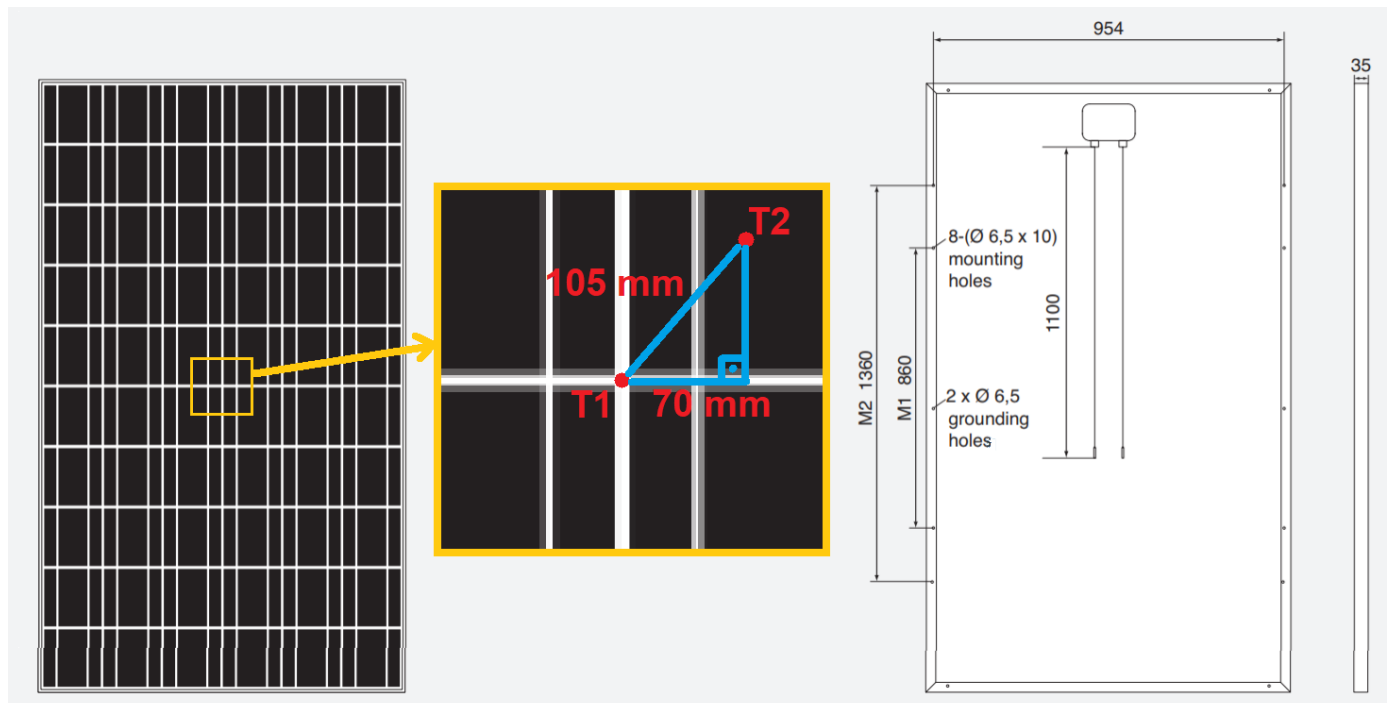 T2
105 mm
T1
70 mm
954
35
8-(Ø 6,5 x 10)
mounting
holes
1100
M2 1360
M1 860
2 x Ø 6,5
grounding
holes